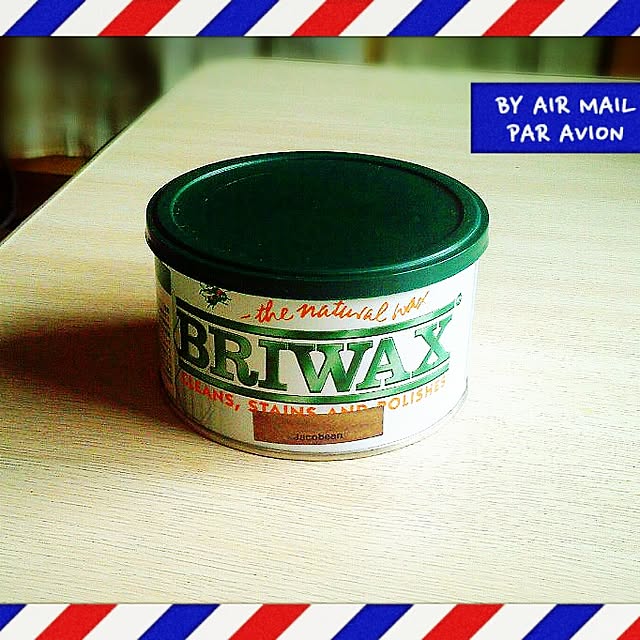 BY AIR MAIL
PAR AVION
-the natural wax
BRIWAX
CLEANS, STAINS AND POLISHES
Jacobean